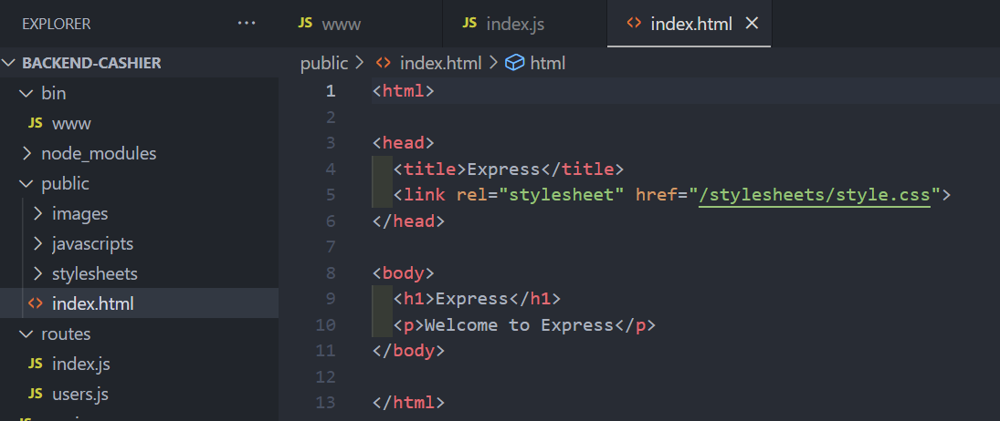 EXPLORER ···
BACKEND-CASHIER
bin
JS www
node_modules
public
images
javascripts
stylesheets
<> index.html
routes
JS index.js
JS users.js
JS www
JS index.js
<> index.html
public > <> index.html > html
1 <html>
2
3 <head>
4 <title>Express</title>
5 <link rel="stylesheet" href="/stylesheets/style.css">
6 </head>
7
8 <body>
9 <h1>Express</h1>
10 <p>Welcome to Express</p>
11 </body>
12
13 </html>